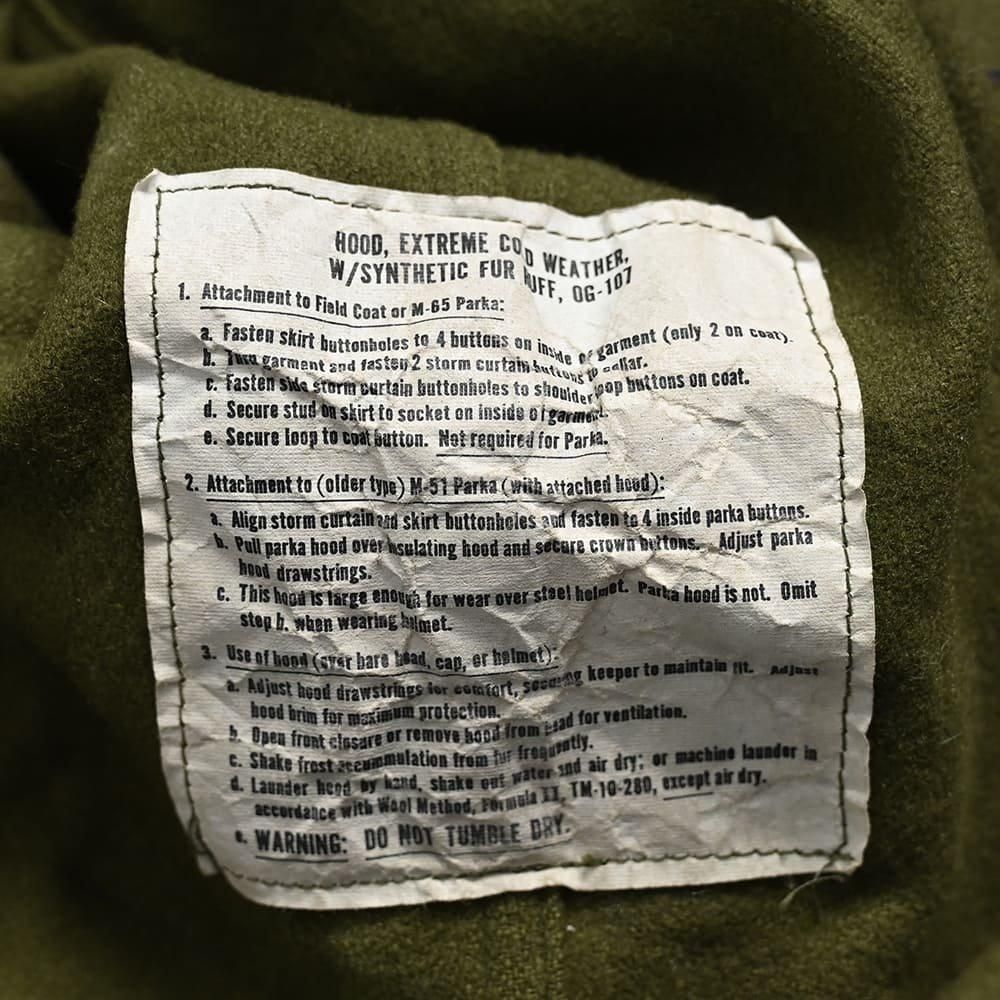 HOOD, EXTREME COLD WEATHER,
W/SYNTHETIC FUR RUFF, OG-107
1. Attachment to Field Coat or M-65 Parka:
a. Fasten skirt buttonholes to 4 buttons on inside of garment (only 2 on coat).
b. garment and fasten 2 storm curtain buttons to collar.
c. Fasten side storm curtain buttonholes to shoulder loop buttons on coat.
d. Secure stud on skirt to socket on inside of garment.
e. Secure loop to coat button. Not required for Parka.
2. Attachment to (older type) M-51 Parka (with attached hood):
a. Align storm curtain and skirt buttonholes and fasten to 4 inside parka buttons.
b. Pull parka hood over insulating hood and secure crown buttons. Adjust parka
hood drawstrings.
c. This hood is large enough for wear over steel helmet. Parka hood is not. Omit
step b. when wearing helmet.
3. Use of hood (over bare head, cap, or helmet):
a. Adjust hood drawstrings for comfort, securing keeper to maintain fit. Adjust
hood brim for maximum protection.
b. Open front closure or remove hood from head for ventilation.
c. Shake frost accummulation from fur frequently.
d. Launder hood by hand, shake out water and air dry; or machine launder in
accordance with Wool Method, Formula II, TM-10-280, except air dry.
e. WARNING: DO NOT TUMBLE DRY.